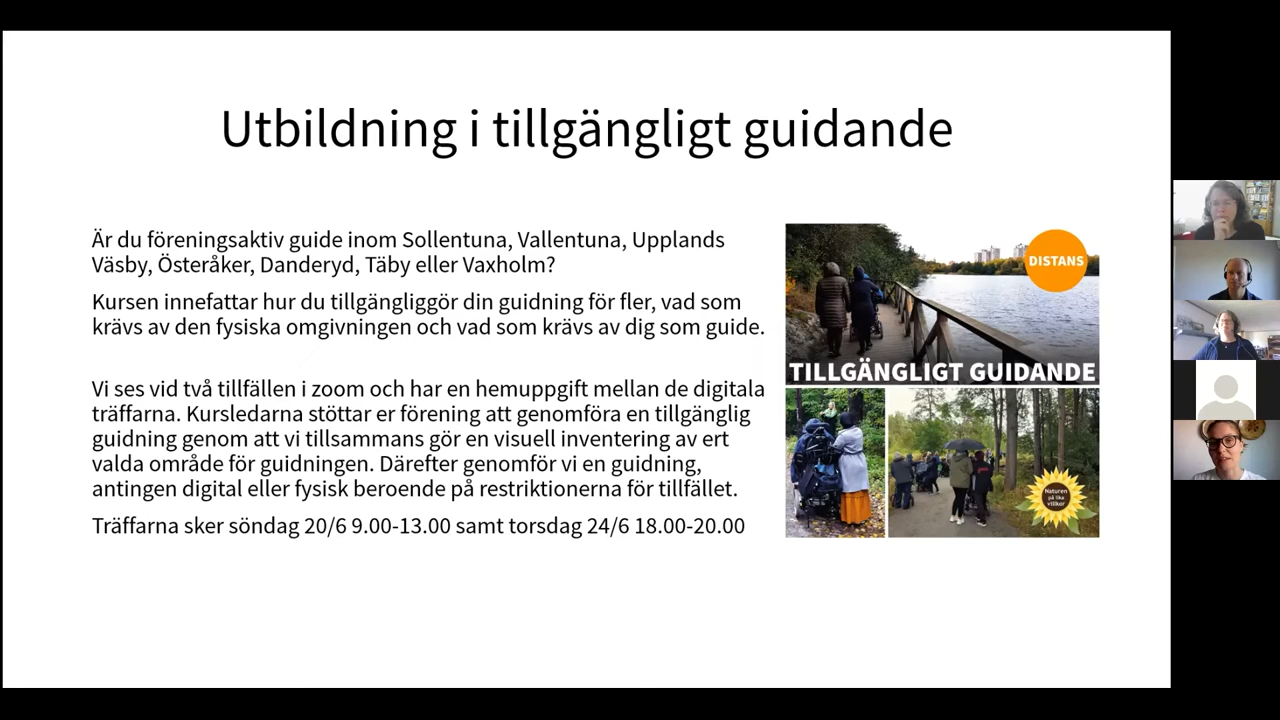 Utbildning i tillgängligt guidande
Är du föreningsaktiv guide inom Sollentuna, Vallentuna, Upplands
Väsby, Österåker, Danderyd, Täby eller Vaxholm?
Kursen innefattar hur du tillgängliggör din guidning för fler, vad som
krävs av den fysiska omgivningen och vad som krävs av dig som guide.
Vi ses vid två tillfällen i zoom och har en hemuppgift mellan de digitala
träffarna. Kursledarna stöttar er förening att genomföra en tillgänglig
guidning genom att vi tillsammans gör en visuell inventering av ert
valda område för guidningen. Därefter genomför vi en guidning,
antingen digital eller fysisk beroende på restriktionerna för tillfället.
Träffarna sker söndag 20/6 9.00-13.00 samt torsdag 24/6 18.00-20.00
DISTANS
TILLGÄNGLIGT GUIDANDE
Naturen
på lika
villkor